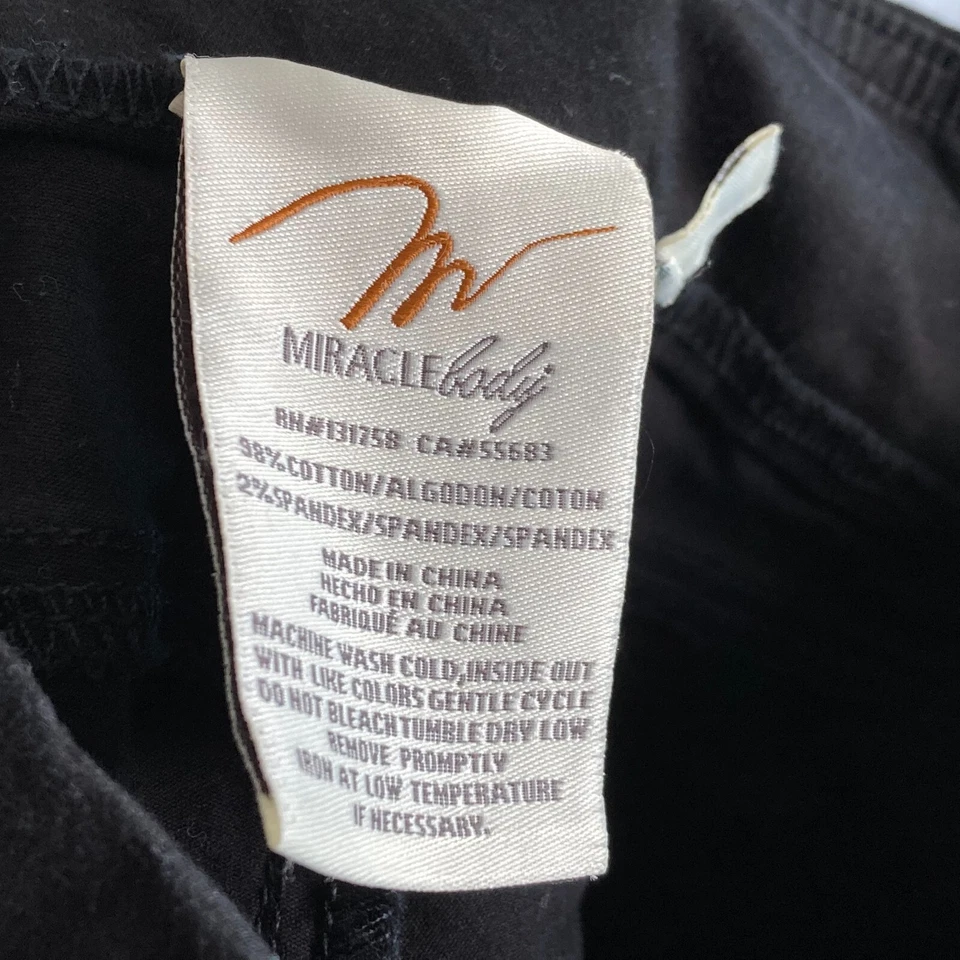 MIRACLEbody
RN#131758 CA#55683
98%COTTON/ALGODON/COTON
2%SPANDEX/SPANDEX/SPANDEX
MADE IN CHINA
HECHO EN CHINA
FABRIQUÉ AU CHINE
MACHINE WASH COLD,INSIDE OUT
WITH LIKE COLORS GENTLE CYCLE
DO NOT BLEACH TUMBLE DRY LOW
REMOVE PROMPTLY
IRON AT LOW TEMPERATURE
IF NECESSARY.